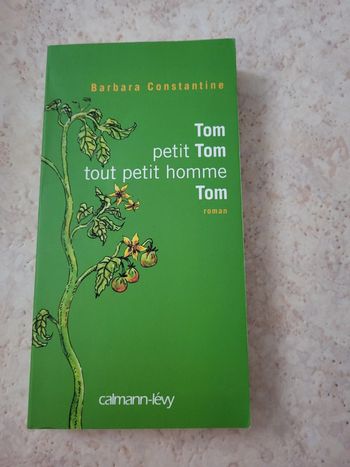 Barbara Constantine
Tom
petit Tom
tout petit homme
Tom
roman
calmann-lévy